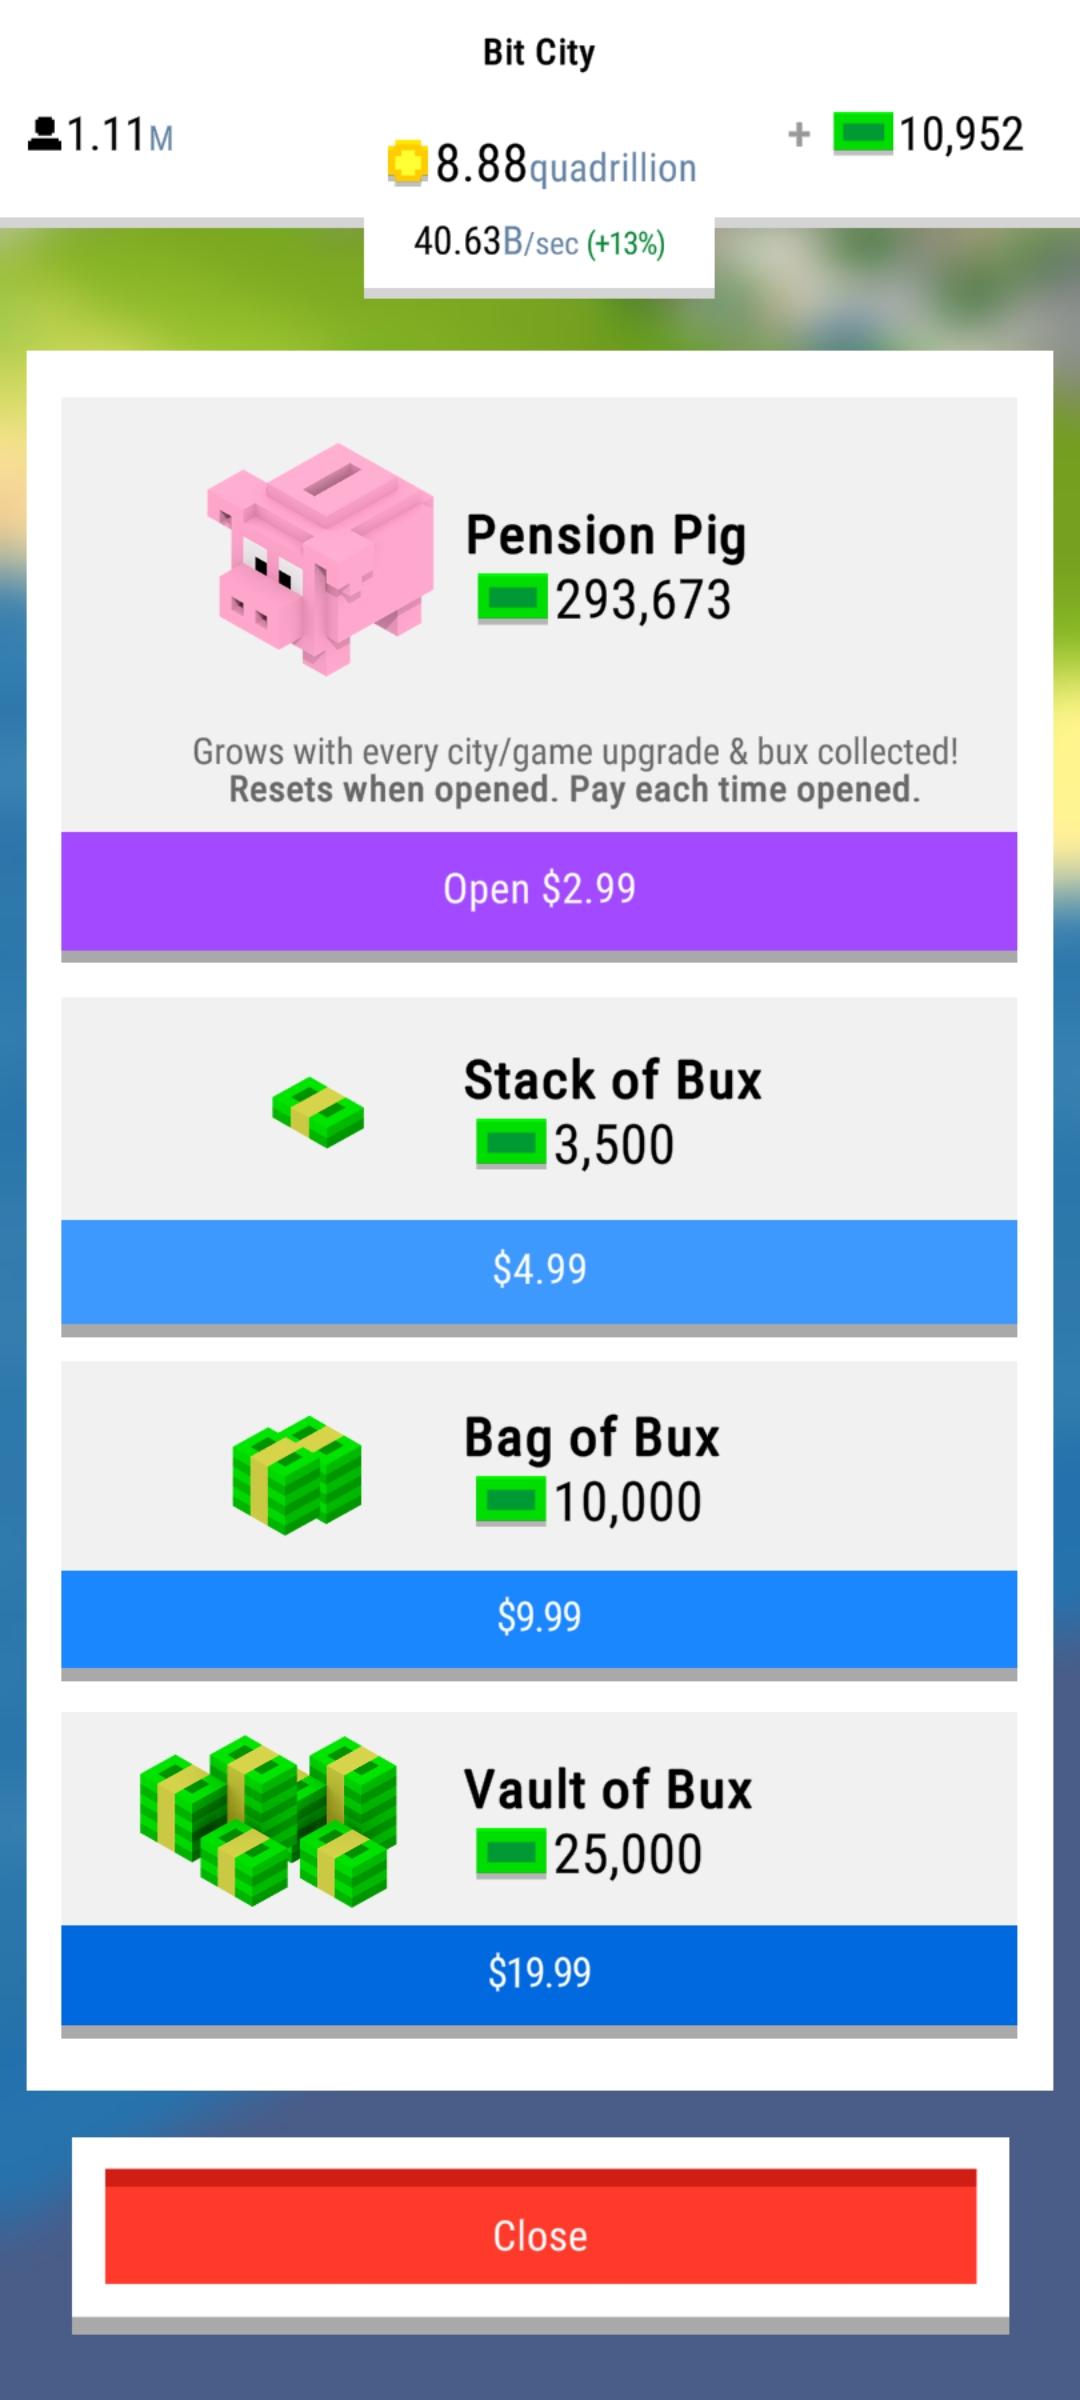 Bit City
1.11M
8.88quadrillion
+ 10,952
40.63B/sec (+13%)
Pension Pig
293,673
Grows with every city/game upgrade & bux collected!
Resets when opened. Pay each time opened.
Open $2.99
Stack of Bux
3,500
$4.99
Bag of Bux
10,000
$9.99
Vault of Bux
25,000
$19.99
Close